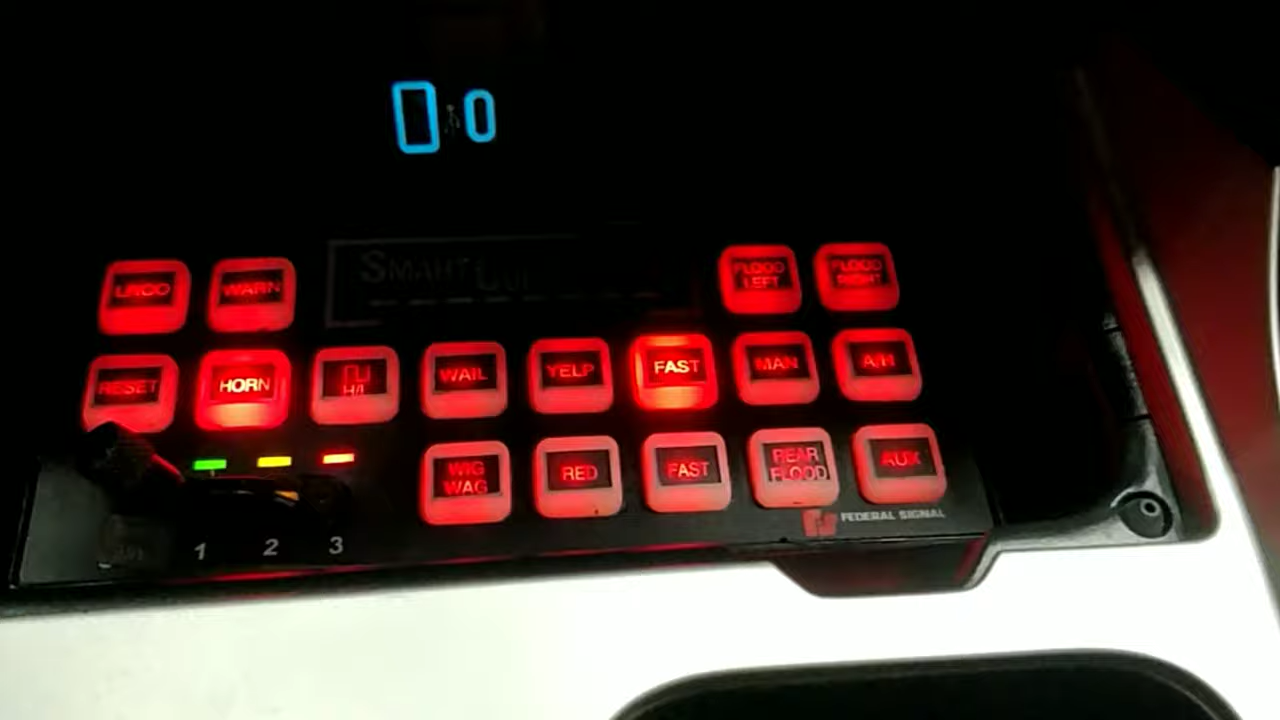 0 0
WARN
FLOOD LEFT
FLOOD RIGHT
RESET HORN H/L WAIL YELP FAST MAN A/H
WIG WAG
RED FAST
REAR FLOOD
AUX
FEDERAL SIGNAL
1 2 3